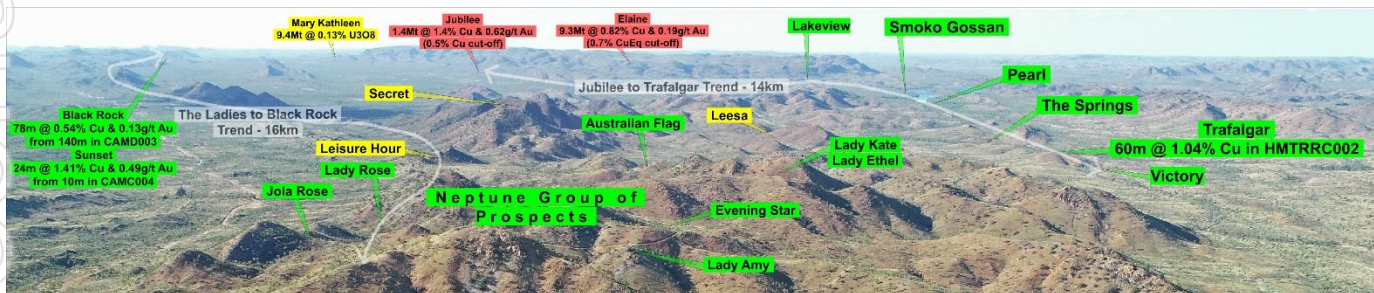 Mary Kathleen
9.4Mt @ 0.13% U3O8
Jubilee
1.4Mt @ 1.4% Cu & 0.62g/t Au
(0.5% Cu cut-off)
Elaine
9.3Mt @ 0.82% Cu & 0.19g/t Au
(0.7% CuEq cut-off)
Lakeview
Smoko Gossan
Pearl
Jubilee to Trafalgar Trend - 14km
Secret
The Springs
The Ladies to Black Rock
Trend - 16km
Black Rock
78m @ 0.54% Cu & 0.13g/t Au
from 140m in CAMD003
Sunset
24m @ 1.41% Cu & 0.49g/t Au
from 10m in CAMC004
Australian Flag
Leesa
Trafalgar
60m @ 1.04% Cu in HMTRRC002
Victory
Leisure Hour
Lady Kate
Lady Ethel
Lady Rose
Jola Rose
Neptune Group of
Prospects
Evening Star
Lady Amy